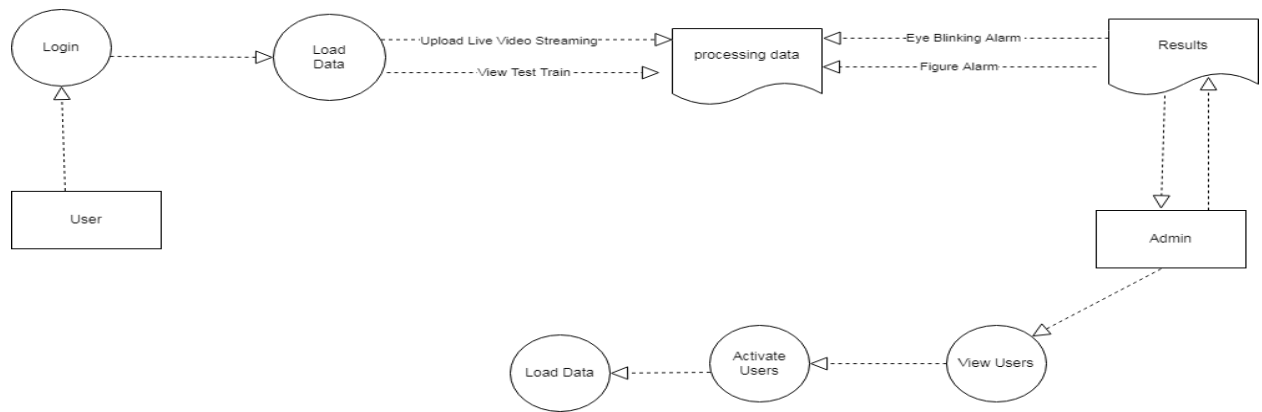 Login
Load
Data
Upload Live Video Streaming
View Test Train
processing data
Eye Blinking Alarm
Figure Alarm
Results
User
Admin
View Users
Activate
Users
Load Data